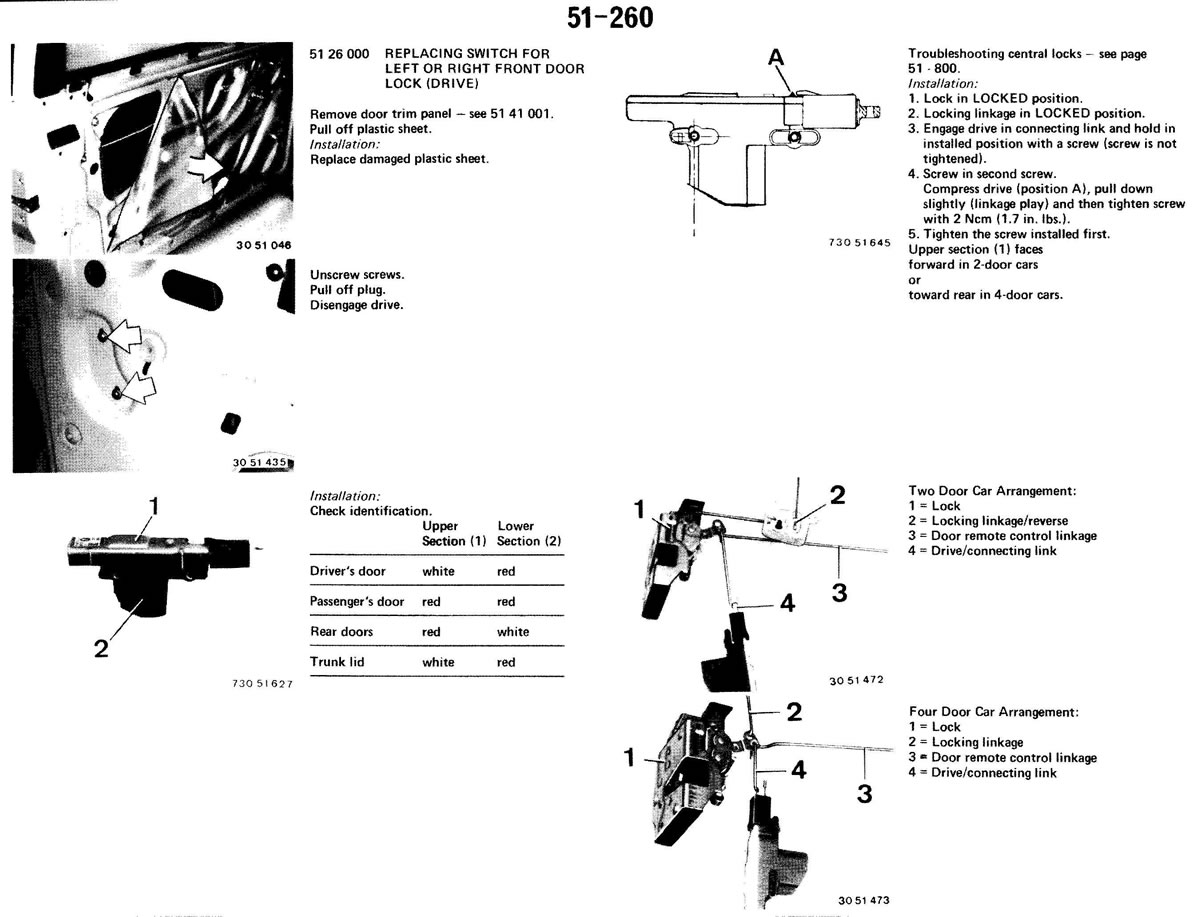 51-260
51 26 000 REPLACING SWITCH FOR
LEFT OR RIGHT FRONT DOOR
LOCK (DRIVE)
Remove door trim panel – see 51 41 001.
Pull off plastic sheet.
Installation:
Replace damaged plastic sheet.
30 51 046
Unscrew screws.
Pull off plug.
Disengage drive.
30 51 435
1
2
730 51627
Installation:
Check identification.
Upper Lower
Section (1) Section (2)
Driver's door white red
Passenger's door red red
Rear doors red white
Trunk lid white red
A
730 51645
Troubleshooting central locks – see page
51 - 800.
Installation:
1. Lock in LOCKED position.
2. Locking linkage in LOCKED position.
3. Engage drive in connecting link and hold in
installed position with a screw (screw is not
tightened).
4. Screw in second screw.
Compress drive (position A), pull down
slightly (linkage play) and then tighten screw
with 2 Ncm (1.7 in. lbs.).
5. Tighten the screw installed first.
Upper section (1) faces
forward in 2-door cars
or
toward rear in 4-door cars.
1
2
3
4
30 51 472
Two Door Car Arrangement:
1 = Lock
2 = Locking linkage/reverse
3 = Door remote control linkage
4 = Drive/connecting link
1
2
3
4
30 51 473
Four Door Car Arrangement:
1 = Lock
2 = Locking linkage
3 = Door remote control linkage
4 = Drive/connecting link